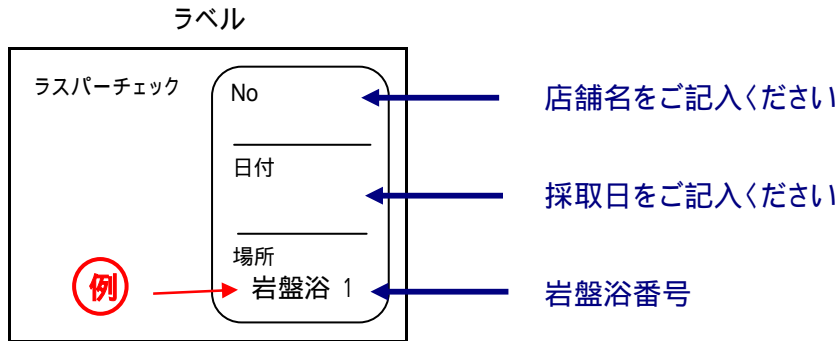 ラベル
ラスパーチェック
No
店舗名をご記入ください
日付
採取日をご記入ください
場所
例
岩盤浴 1
岩盤浴番号